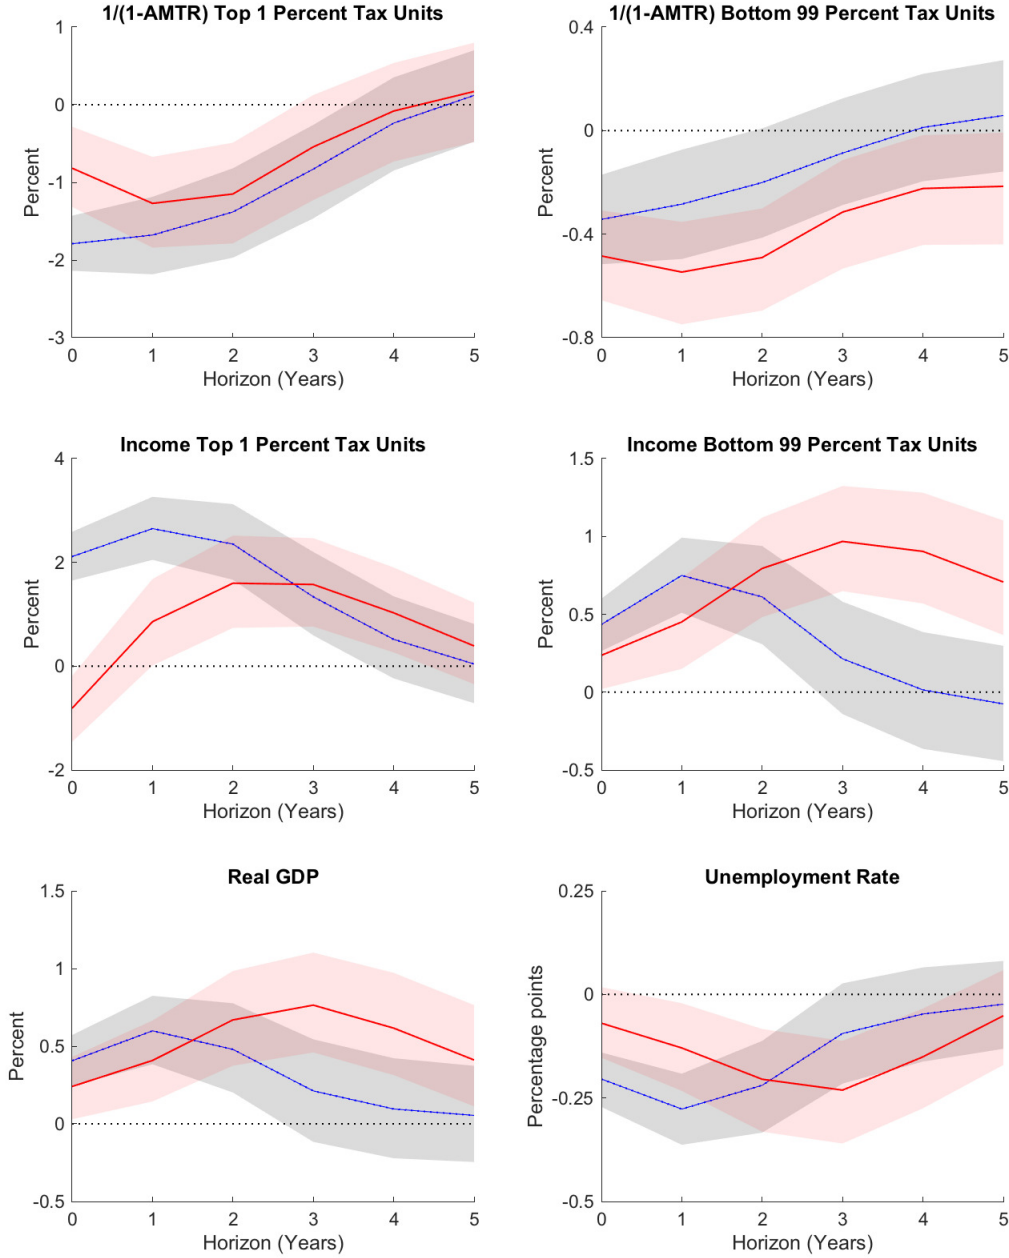 1/(1-AMTR) Top 1 Percent Tax Units
1
0
-1
-2
-3
Percent
0 1 2 3 4 5
Horizon (Years)
1/(1-AMTR) Bottom 99 Percent Tax Units
0.4
0
-0.4
-0.8
Percent
0 1 2 3 4 5
Horizon (Years)
Income Top 1 Percent Tax Units
4
2
0
-2
Percent
0 1 2 3 4 5
Horizon (Years)
Income Bottom 99 Percent Tax Units
1.5
1
0.5
0
-0.5
Percent
0 1 2 3 4 5
Horizon (Years)
Real GDP
1.5
1
0.5
0
-0.5
Percent
0 1 2 3 4 5
Horizon (Years)
Unemployment Rate
0.25
0
-0.25
-0.5
Percentage points
0 1 2 3 4 5
Horizon (Years)